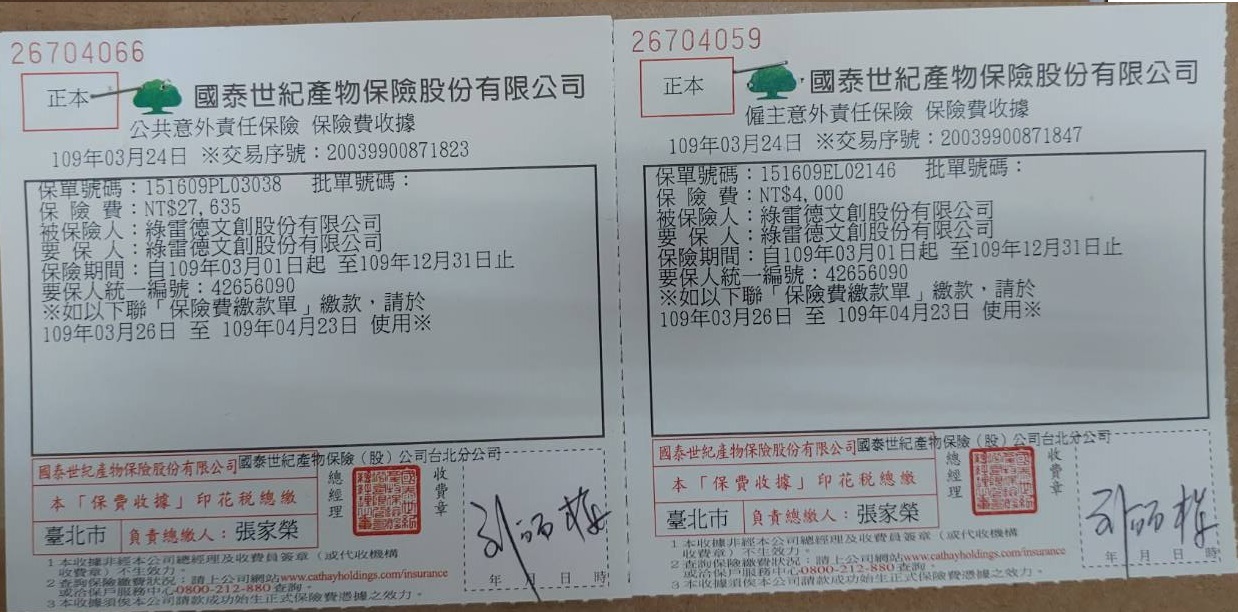 26704066
正本
國泰世紀產物保險股份有限公司
公共意外責任保險 保險費收據
109年03月24日 ※交易序號：20039900871823
保單號碼：151609PL03038 批單號碼：
保險費：NT$27,635
被保險人：綠雷德文創股份有限公司
要保人：綠雷德文創股份有限公司
保險期間：自109年03月01日起 至109年12月31日止
要保人統一編號：42656090
※如以下聯「保險費繳款單」繳款，請於
109年03月26日 至 109年04月23日 使用※
國泰世紀產物保險股份有限公司
國泰世紀產物保險（股）公司台北分公司
本「保費收據」印花稅總繳
臺北市 負責總繳人：張家榮
總經理
收費章
年 月 日 時
1 本收據非經本公司總經理及收費員簽章（或代收機構
收費章）不生效力。
2 查詢保險繳費狀況：請上公司網站www.cathayholdings.com/insurance
或洽保戶服務中心0800-212-880查詢。
3 本收據須俟本公司請款成功始生正式保險費憑據之效力。
26704059
正本
國泰世紀產物保險股份有限公司
僱主意外責任保險 保險費收據
109年03月24日 ※交易序號：20039900871847
保單號碼：151609EL02146 批單號碼：
保險費：NT$4,000
被保險人：綠雷德文創股份有限公司
要保人：綠雷德文創股份有限公司
保險期間：自109年03月01日起 至109年12月31日止
要保人統一編號：42656090
※如以下聯「保險費繳款單」繳款，請於
109年03月26日 至 109年04月23日 使用※
國泰世紀產物保險股份有限公司
國泰世紀產物保險（股）公司台北分公司
本「保費收據」印花稅總繳
臺北市 負責總繳人：張家榮
總經理
收費章
年 月 日 時
1 本收據非經本公司總經理及收費員簽章（或代收機構
收費章）不生效力。
2 查詢保險繳費狀況：請上公司網站www.cathayholdings.com/insurance
或洽保戶服務中心0800-212-880查詢。
3 本收據須俟本公司請款成功始生正式保險費憑據之效力。